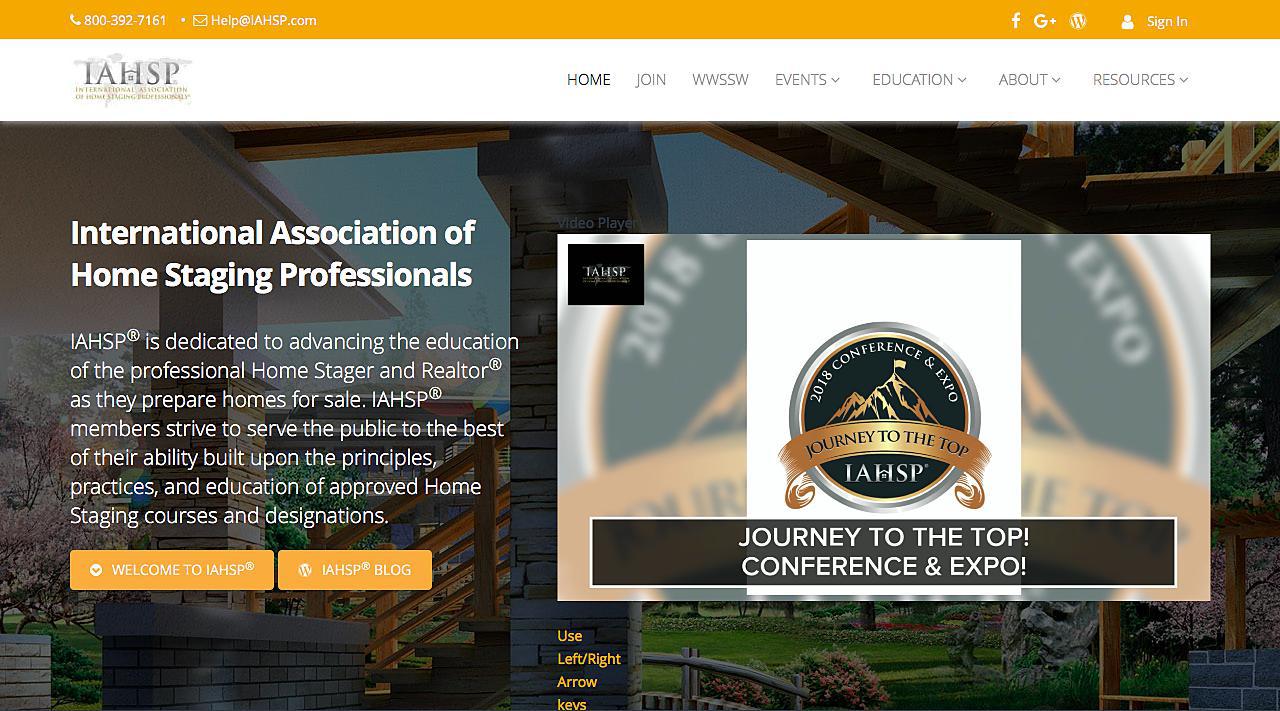 800-392-7161 • Help@IAHSP.com
Sign In
IAHSP
INTERNATIONAL ASSOCIATION
OF HOME STAGING PROFESSIONALS®
HOME JOIN WWSSW EVENTS EDUCATION ABOUT RESOURCES
International Association of
Home Staging Professionals
IAHSP® is dedicated to advancing the education
of the professional Home Stager and Realtor®
as they prepare homes for sale. IAHSP®
members strive to serve the public to the best
of their ability built upon the principles,
practices, and education of approved Home
Staging courses and designations.
WELCOME TO IAHSP®
IAHSP® BLOG
Video Player
IAHSP
2018 CONFERENCE & EXPO
JOURNEY TO THE TOP
IAHSP®
JOURNEY TO THE TOP!
CONFERENCE & EXPO!
Use
Left/Right
Arrow
keys